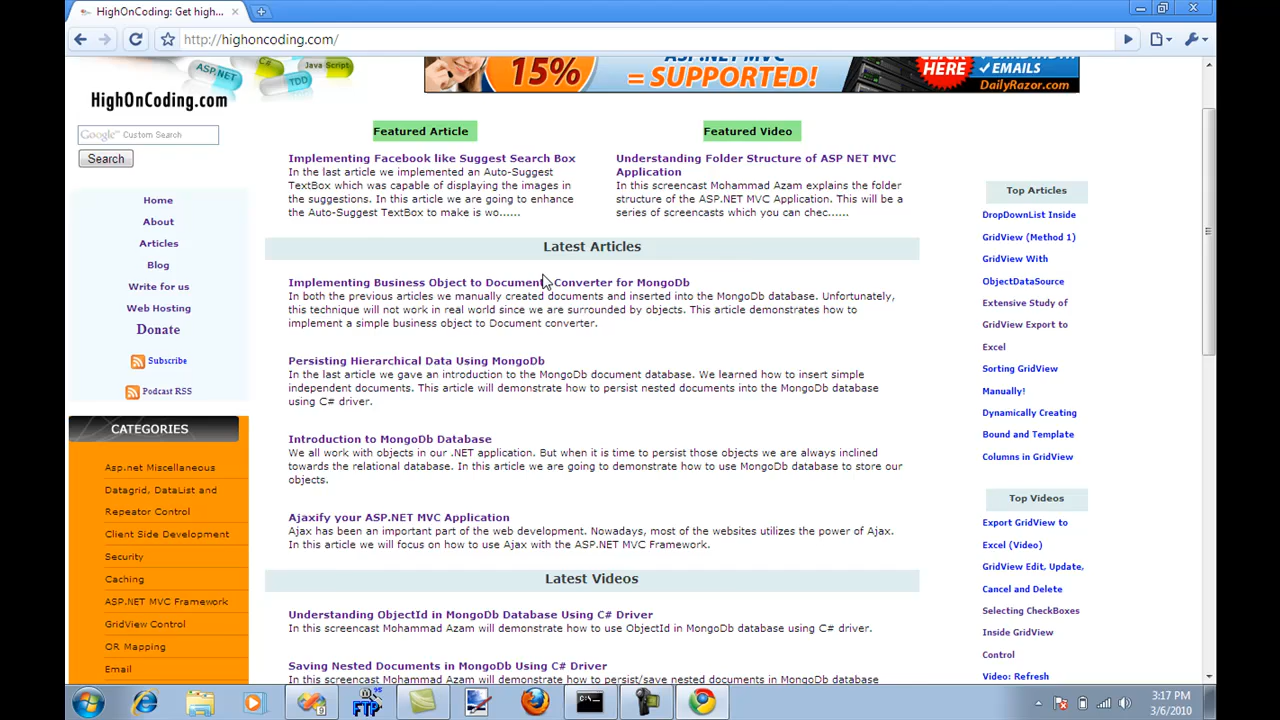 HighOnCoding: Get high...
http://highoncoding.com/
ASP.NET
C#
Java Script
TDD
HighOnCoding.com
15%
ASP.NET MVC
= SUPPORTED!
CLICK HERE
BANDWIDTH
✓ EMAILS
DailyRazor.com
Google™ Custom Search
Search
Home
About
Articles
Blog
Write for us
Web Hosting
Donate
Subscribe
Podcast RSS
CATEGORIES
Asp.net Miscellaneous
Datagrid, DataList and
Repeator Control
Client Side Development
Security
Caching
ASP.NET MVC Framework
GridView Control
OR Mapping
Email
Featured Article
Implementing Facebook like Suggest Search Box
In the last article we implemented an Auto-Suggest
TextBox which was capable of displaying the images in
the suggestions. In this article we are going to enhance
the Auto-Suggest TextBox to make is wo......
Featured Video
Understanding Folder Structure of ASP NET MVC
Application
In this screencast Mohammad Azam explains the folder
structure of the ASP.NET MVC Application. This will be a
series of screencasts which you can chec......
Latest Articles
Implementing Business Object to Document Converter for MongoDb
In both the previous articles we manually created documents and inserted into the MongoDb database. Unfortunately,
this technique will not work in real world since we are surrounded by objects. This article demonstrates how to
implement a simple business object to Document converter.
Persisting Hierarchical Data Using MongoDb
In the last article we gave an introduction to the MongoDb document database. We learned how to insert simple
independent documents. This article will demonstrate how to persist nested documents into the MongoDb database
using C# driver.
Introduction to MongoDb Database
We all work with objects in our .NET application. But when it is time to persist those objects we are always inclined
towards the relational database. In this article we are going to demonstrate how to use MongoDb database to store our
objects.
Ajaxify your ASP.NET MVC Application
Ajax has been an important part of the web development. Nowadays, most of the websites utilizes the power of Ajax.
In this article we will focus on how to use Ajax with the ASP.NET MVC Framework.
Latest Videos
Understanding ObjectId in MongoDb Database Using C# Driver
In this screencast Mohammad Azam will demonstrate how to use ObjectId in MongoDb database using C# driver.
Saving Nested Documents in MongoDb Using C# Driver
In this screencast Mohammad Azam will demonstrate how to persist/save nested documents in MongoDb
Top Articles
DropDownList Inside
GridView (Method 1)
GridView With
ObjectDataSource
Extensive Study of
GridView Export to
Excel
Sorting GridView
Manually!
Dynamically Creating
Bound and Template
Columns in GridView
Top Videos
Export GridView to
Excel (Video)
GridView Edit, Update,
Cancel and Delete
Selecting CheckBoxes
Inside GridView
Control
Video: Refresh
FTP
3:17 PM
3/6/2010